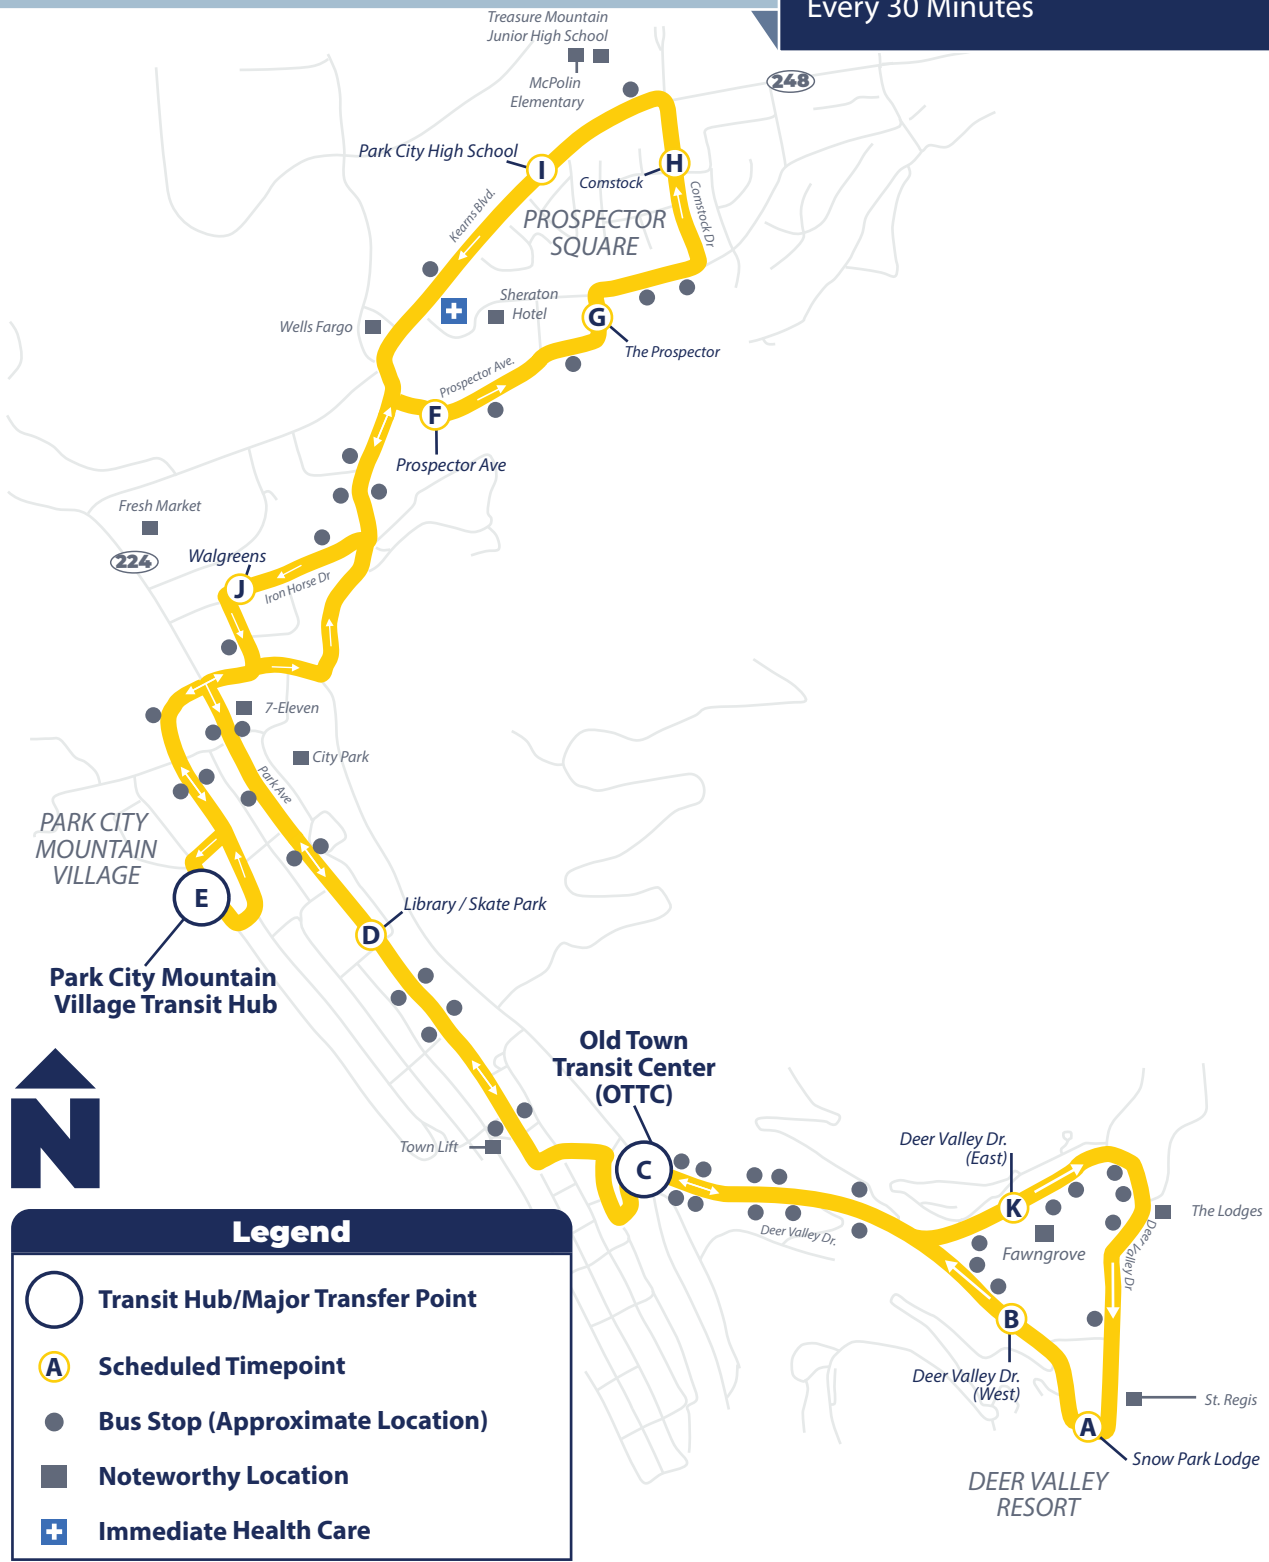 Every 30 Minutes
Treasure Mountain
Junior High School
McPolin
Elementary
248
Park City High School
I
H
Comstock
Comstock Dr
Kearns Blvd.
PROSPECTOR
SQUARE
Sheraton
Hotel
Wells Fargo
G
The Prospector
Prospector Ave.
F
Prospector Ave
Fresh Market
224
Walgreens
J
Iron Horse Dr
7-Eleven
City Park
Park Ave
PARK CITY
MOUNTAIN
VILLAGE
E
Library / Skate Park
D
Park City Mountain
Village Transit Hub
Old Town
Transit Center
(OTTC)
N
Town Lift
C
Deer Valley Dr.
Deer Valley Dr.
(East)
K
The Lodges
Fawngrove
Deer Valley Dr
B
Deer Valley Dr.
(West)
St. Regis
A
Snow Park Lodge
DEER VALLEY
RESORT
Legend
Transit Hub/Major Transfer Point
A Scheduled Timepoint
Bus Stop (Approximate Location)
Noteworthy Location
Immediate Health Care